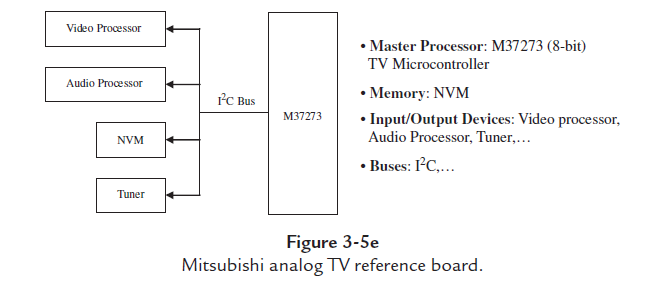 Video Processor
Audio Processor
NVM
Tuner
I²C Bus
M37273
• Master Processor: M37273 (8-bit)
TV Microcontroller
• Memory: NVM
• Input/Output Devices: Video processor,
Audio Processor, Tuner,…
• Buses: I²C,…
Figure 3-5e
Mitsubishi analog TV reference board.